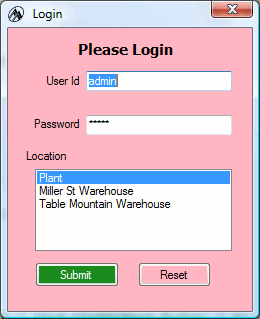 Login
Please Login
User Id admin
Password *****
Location
Plant
Miller St Warehouse
Table Mountain Warehouse
Submit Reset